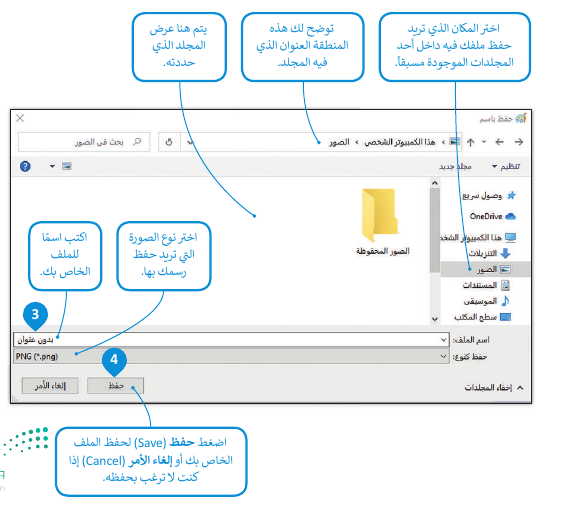 اختر المكان الذي تريد
حفظ ملفك فيه داخل أحد
المجلدات الموجودة مسبقاً.
توضح لك هذه
المنطقة العنوان الذي
فيه المجلد.
يتم هنا عرض
المجلد الذي
حددته.
حفظ باسم
هذا الكمبيوتر الشخصي › الصور
بحث في الصور
تنظيم
مجلد جديد
وصول سريع
OneDrive
هذا الكمبيوتر الشخص
التنزيلات
الصور
المستندات
الموسيقى
سطح المكتب
الصور المحفوظة
اختر نوع الصورة
التي تريد حفظ
رسمك بها.
اكتب اسمًا
للملف
الخاص بك.
3
اسم الملف:
بدون عنوان
حفظ كنوع:
PNG (*.png)
4
إخفاء المجلدات
حفظ
إلغاء الأمر
اضغط حفظ (Save) لحفظ الملف
الخاص بك أو إلغاء الأمر (Cancel) إذا
كنت لا ترغب بحفظه.